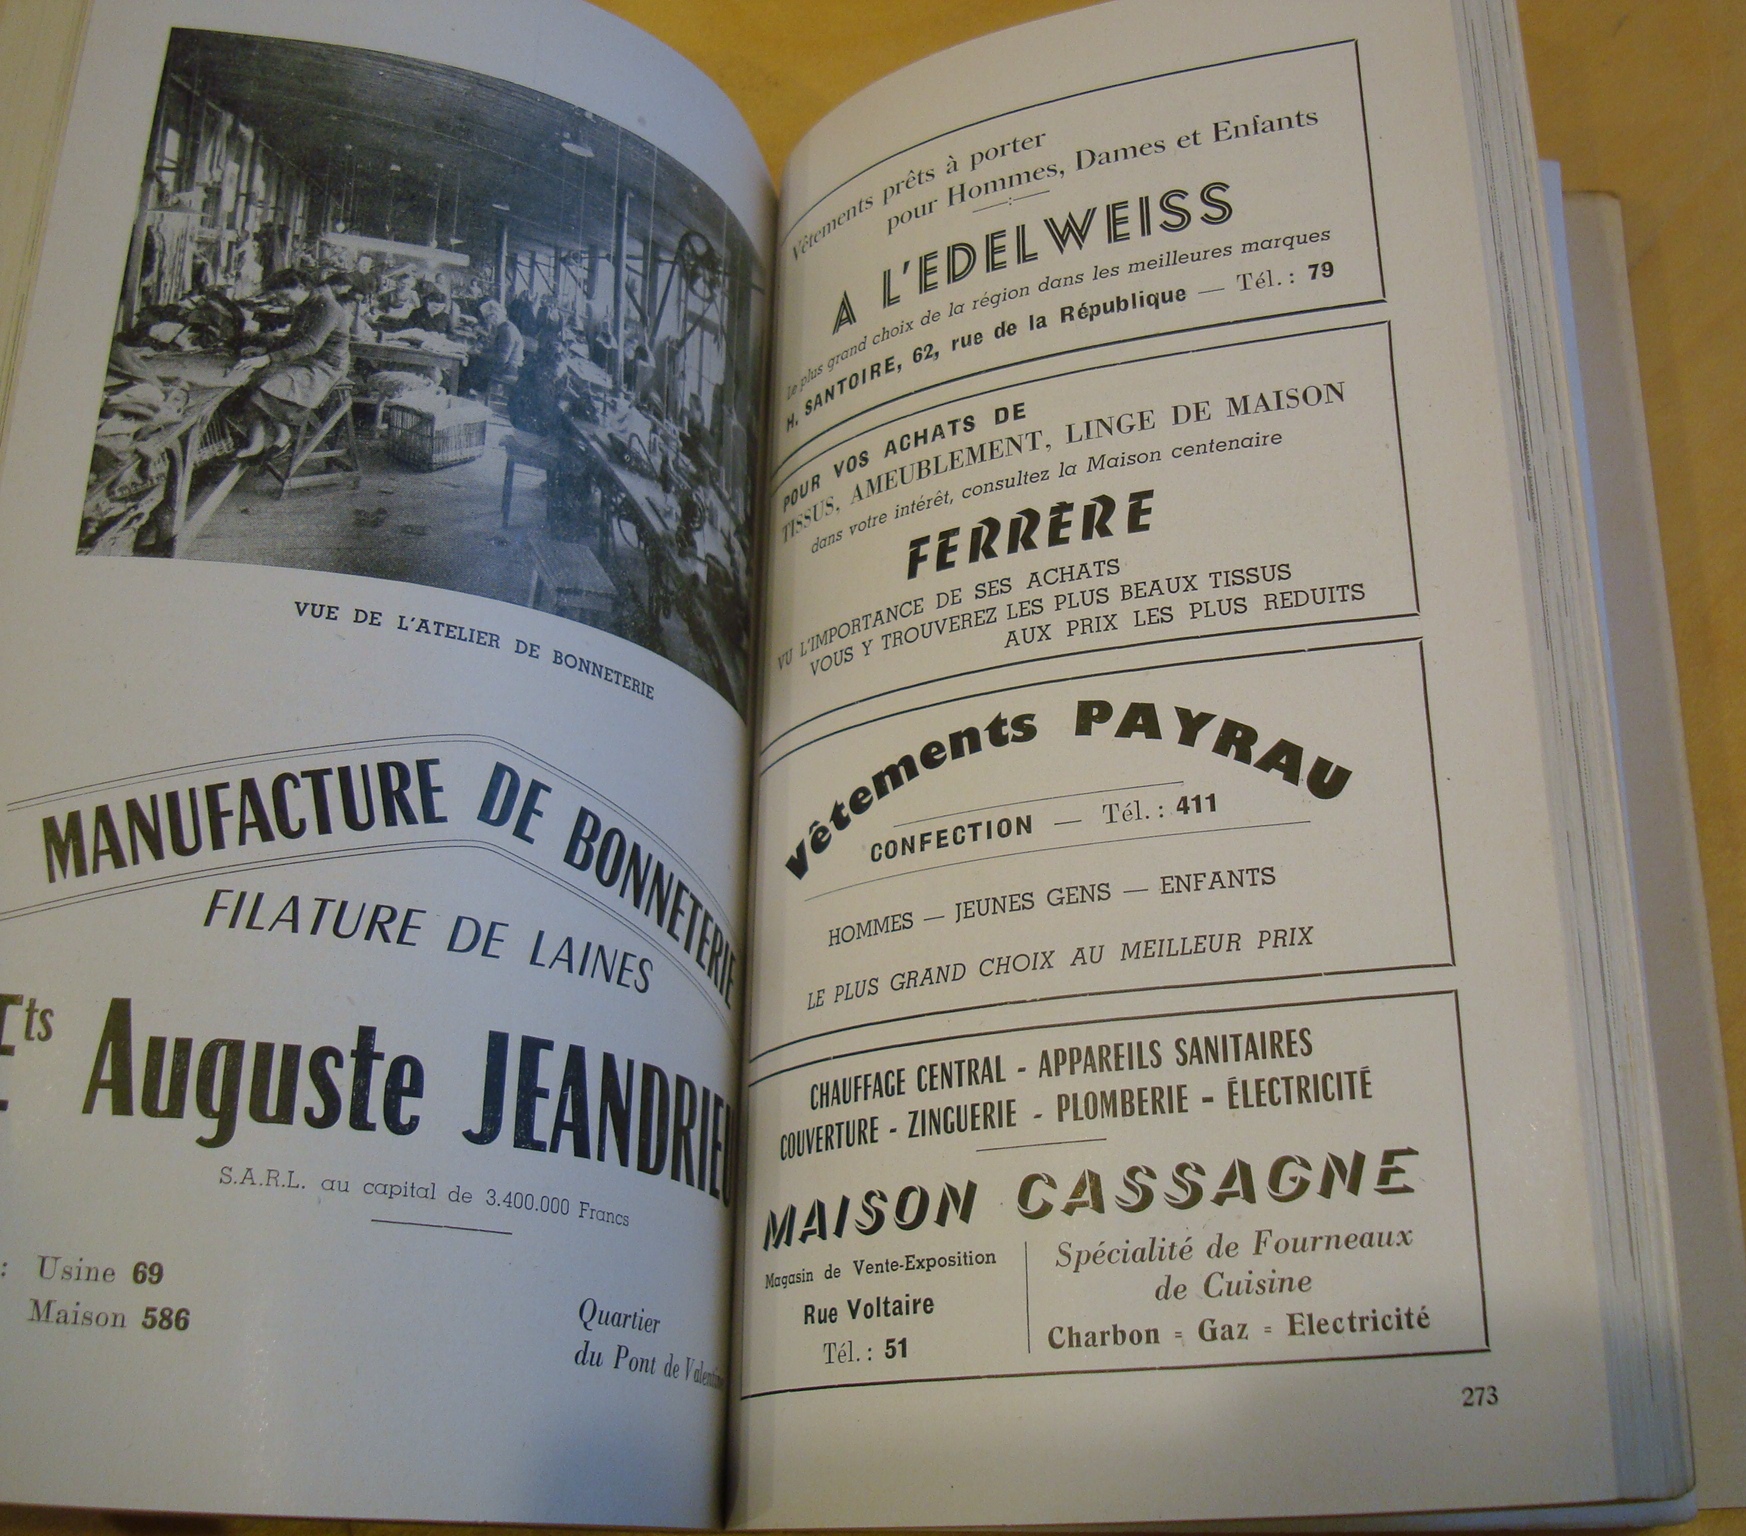 VUE DE L'ATELIER DE BONNETERIE
MANUFACTURE DE BONNETERIE
FILATURE DE LAINES
Ets Auguste JEANDRIEU
S.A.R.L. au capital de 3.400.000 Francs
: Usine 69
Maison 586
Quartier
du Pont de
Vêtements prêts à porter
pour Hommes, Dames et Enfants
A L'EDELWEISS
Le plus grand choix de la région dans les meilleures marques
H. SANTOIRE, 62, rue de la République — Tél. : 79
POUR VOS ACHATS DE
TISSUS, AMEUBLEMENT, LINGE DE MAISON
dans votre intérêt, consultez la Maison centenaire
FERRÈRE
VU L'IMPORTANCE DE SES ACHATS
VOUS Y TROUVEREZ LES PLUS BEAUX TISSUS
AUX PRIX LES PLUS REDUITS
Vêtements PAYRAU
CONFECTION — Tél. : 411
HOMMES — JEUNES GENS — ENFANTS
LE PLUS GRAND CHOIX AU MEILLEUR PRIX
CHAUFFAGE CENTRAL - APPAREILS SANITAIRES
COUVERTURE - ZINGUERIE - PLOMBERIE - ÉLECTRICITÉ
MAISON CASSAGNE
Magasin de Vente-Exposition
Rue Voltaire
Tél. : 51
Spécialité de Fourneaux
de Cuisine
Charbon = Gaz = Electricité
273